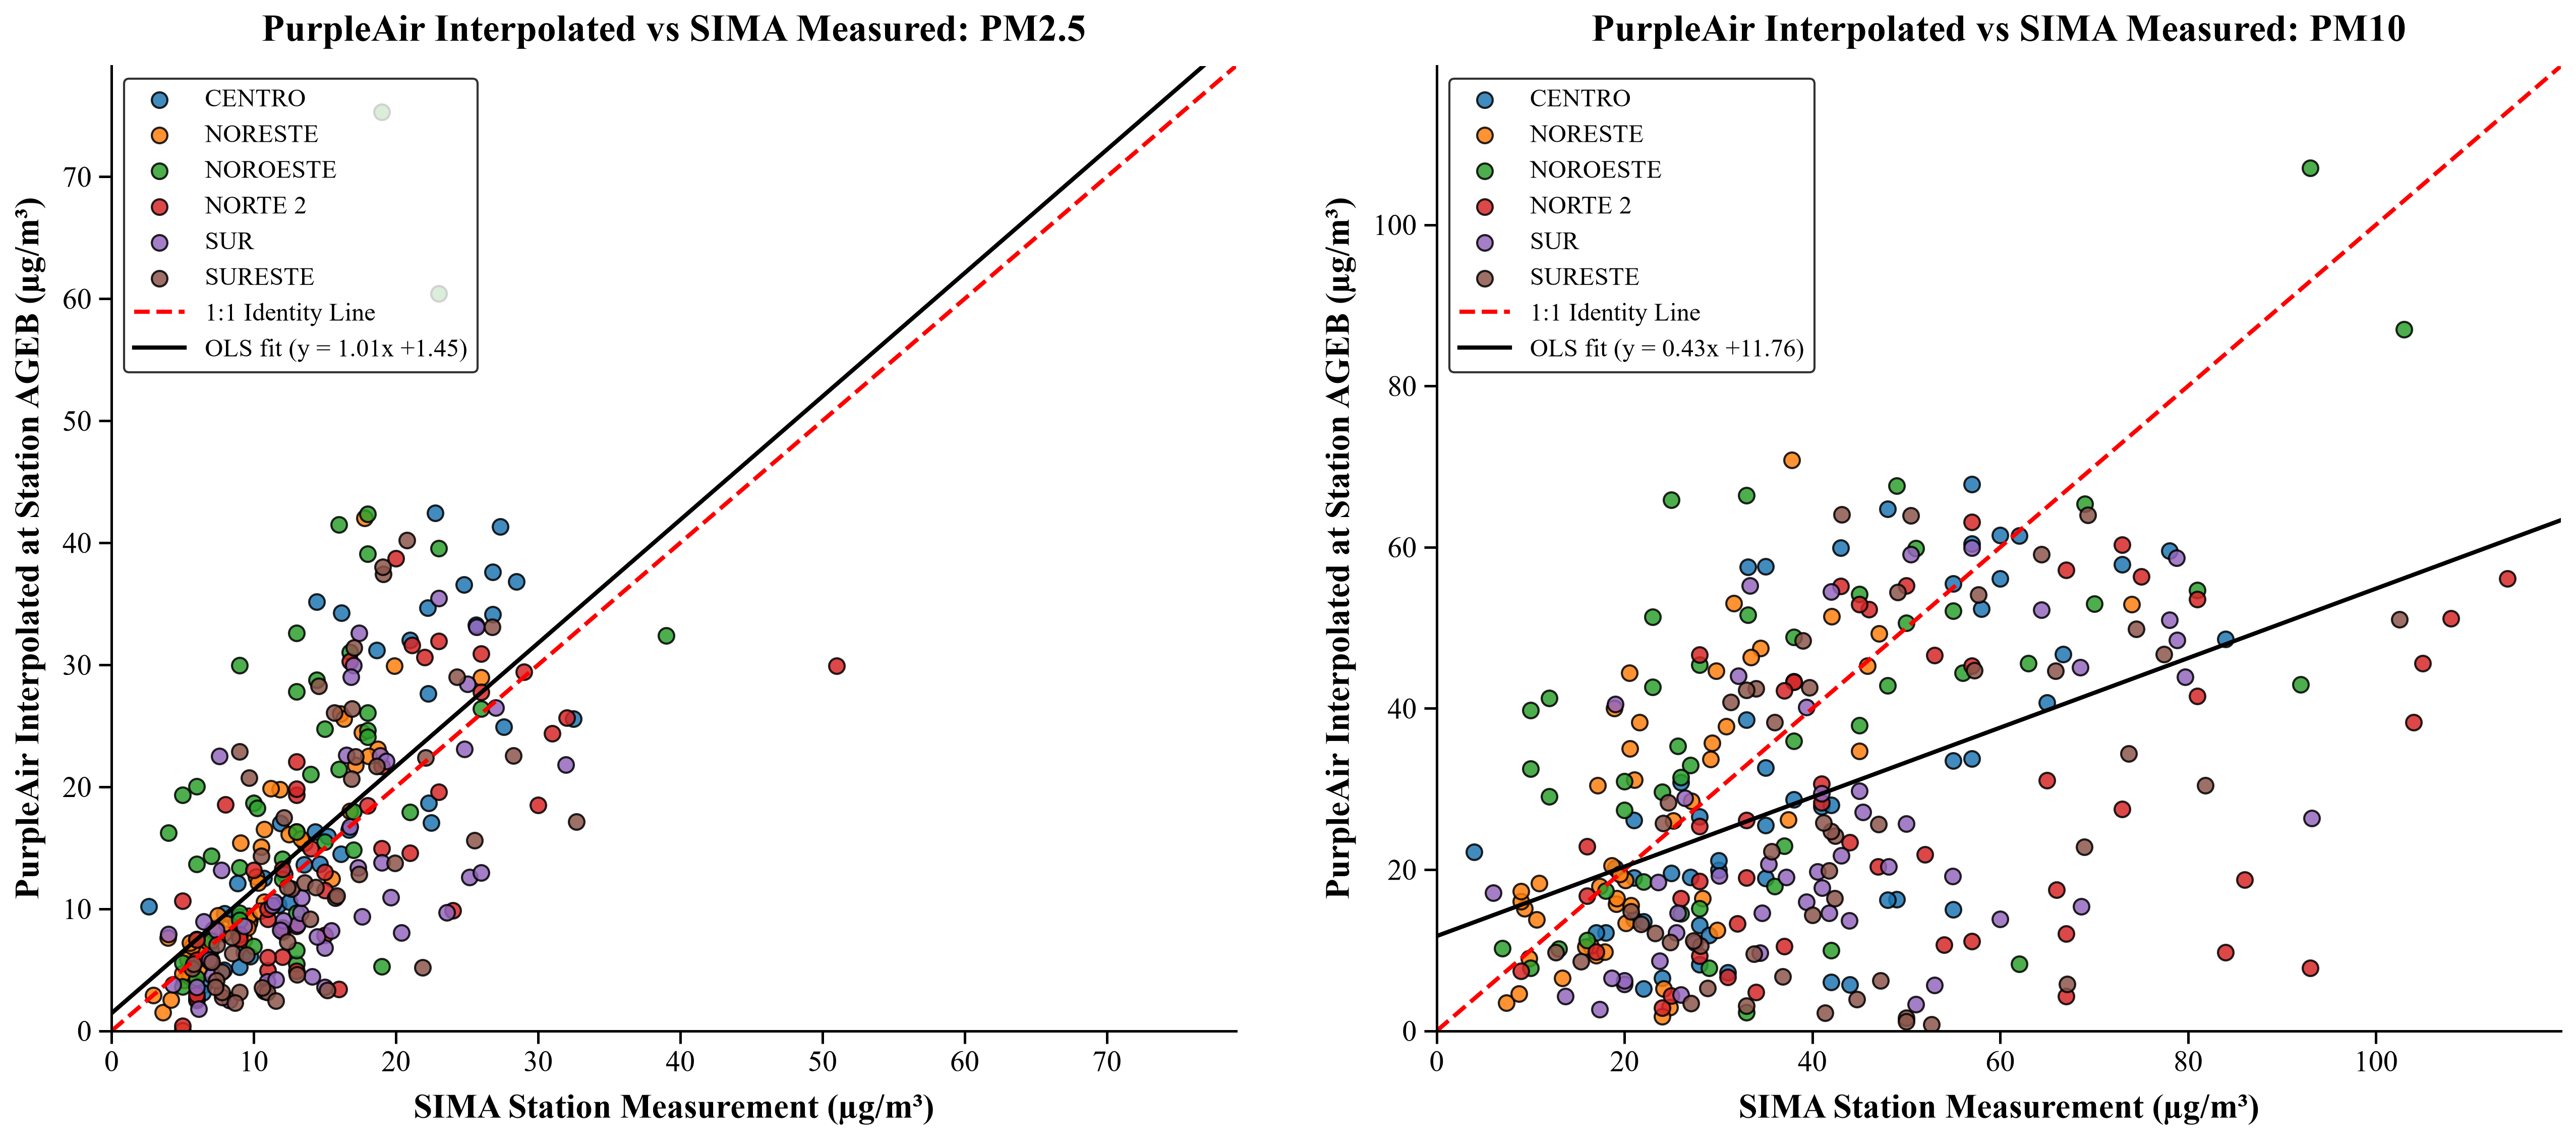 PurpleAir Interpolated vs SIMA Measured: PM2.5
CENTRO
NORESTE
NOROESTE
NORTE 2
SUR
SURESTE
1:1 Identity Line
OLS fit (y = 1.01x +1.45)
PurpleAir Interpolated at Station AGEB (µg/m³)
70
60
50
40
30
20
10
0
0 10 20 30 40 50 60 70
SIMA Station Measurement (µg/m³)
PurpleAir Interpolated vs SIMA Measured: PM10
CENTRO
NORESTE
NOROESTE
NORTE 2
SUR
SURESTE
1:1 Identity Line
OLS fit (y = 0.43x +11.76)
PurpleAir Interpolated at Station AGEB (µg/m³)
100
80
60
40
20
0
0 20 40 60 80 100
SIMA Station Measurement (µg/m³)